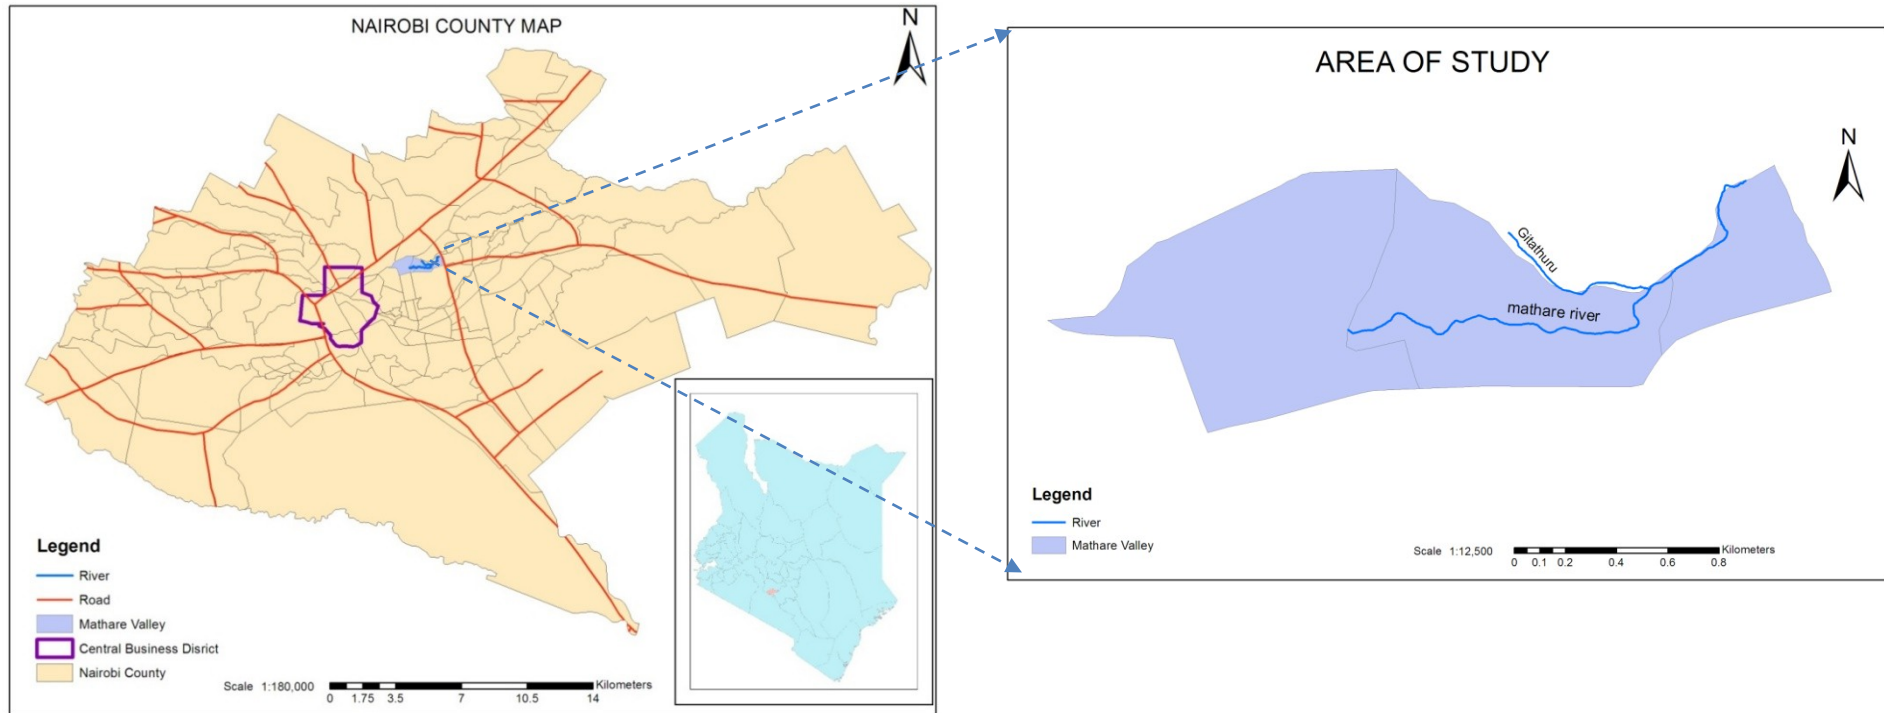 NAIROBI COUNTY MAP
N
Legend
River
Road
Mathare Valley
Central Business Disrict
Nairobi County
Scale 1:180,000
Kilometers
0 1.75 3.5 7 10.5 14
AREA OF STUDY
N
Gitathuru
mathare river
Legend
River
Mathare Valley
Scale 1:12,500
Kilometers
0 0.1 0.2 0.4 0.6 0.8